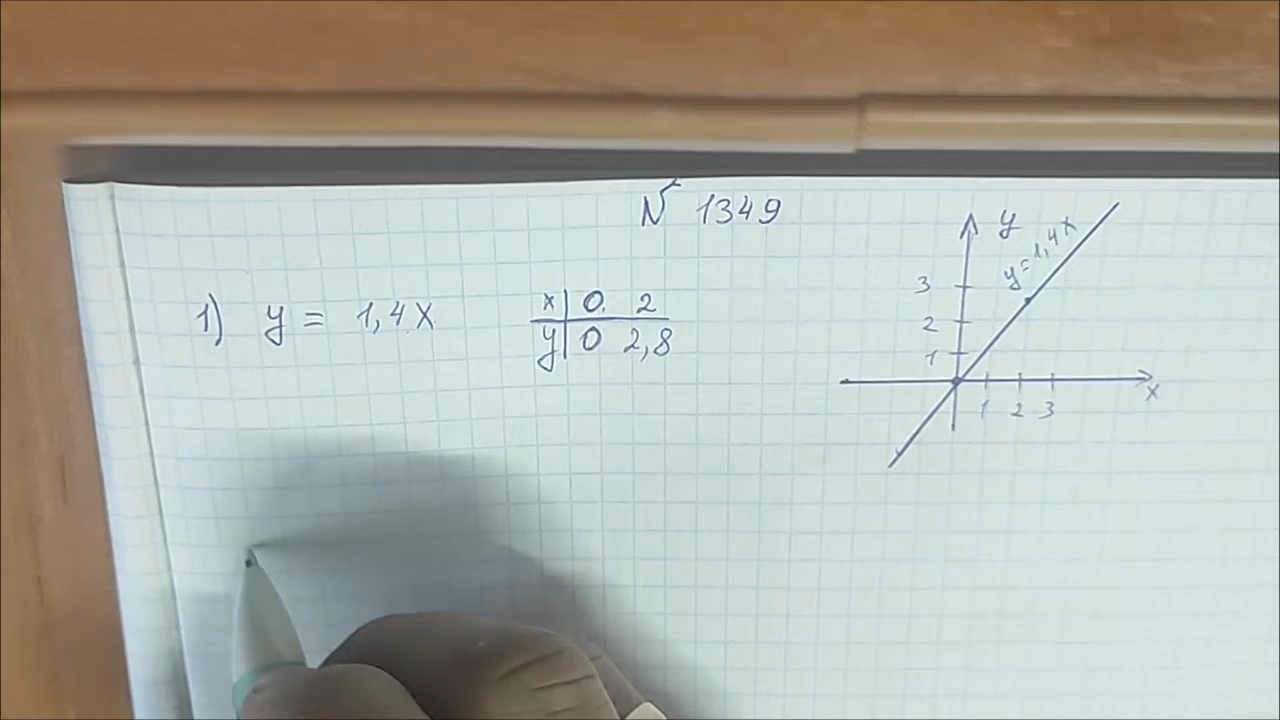 № 1349
1) y = 1,4x
x 0 2
y 0 2,8
y
y=1,4x
3
2
1
1 2 3
x